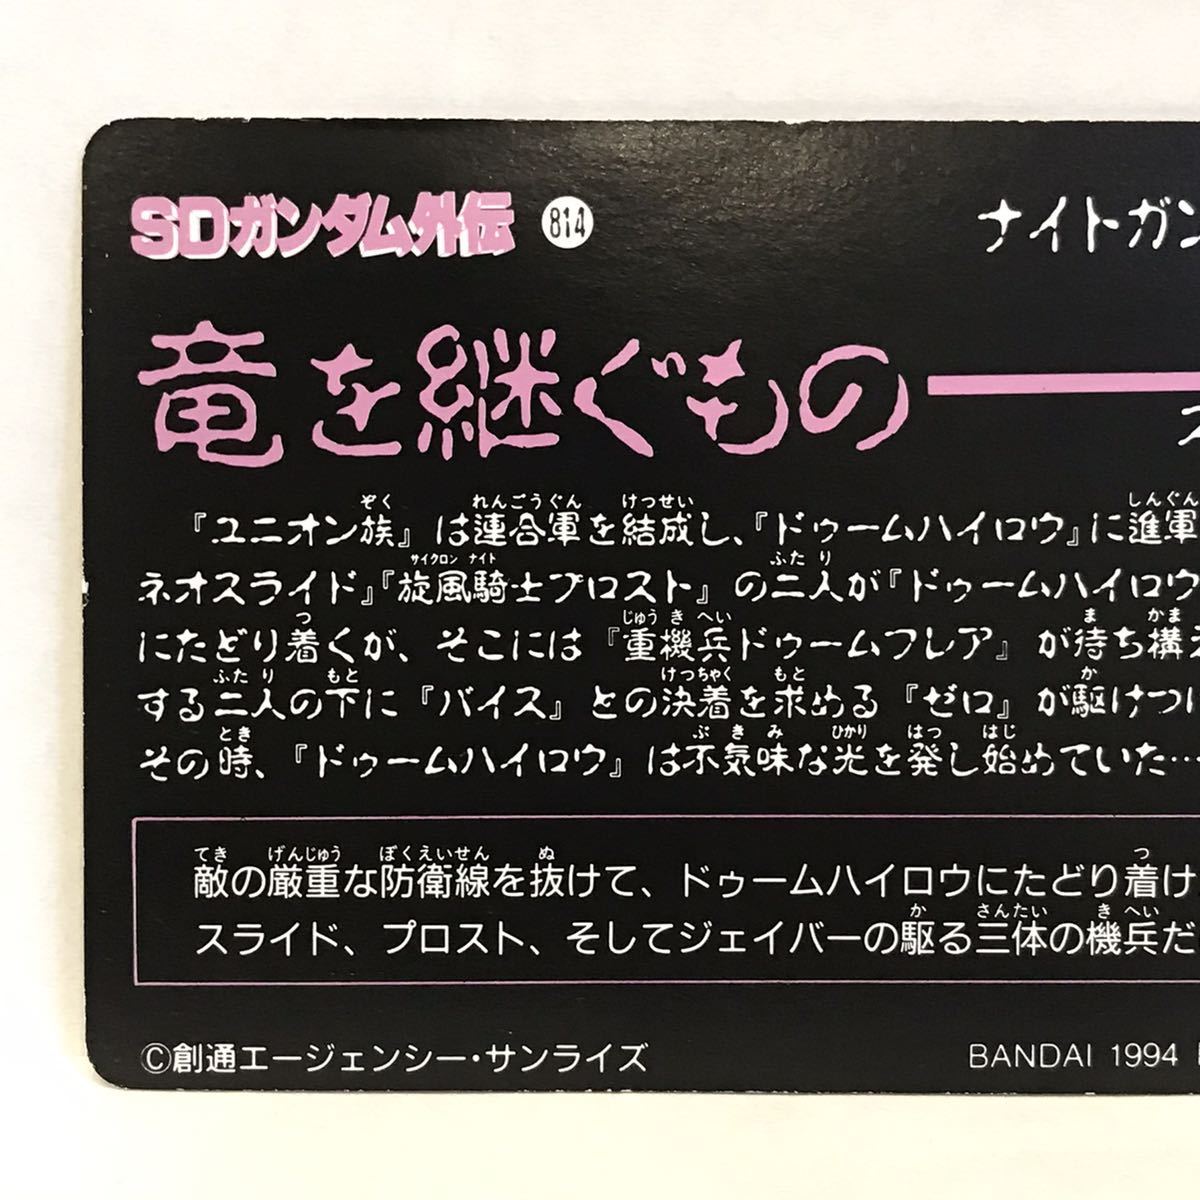 SDガンダム外伝 814 ナイトガン
竜を継ぐもの
『ユニオン族』は連合軍を結成し、『ドゥームハイロウ』に進軍
ネオスライド』『旋風騎士プロスト』の二人が『ドゥームハイロウ
にたどり着くが、そこには『重機兵ドゥームフレア』が待ち構え
する二人の下に『バイス』との決着を求める『ゼロ』が駆けつけ
その時、『ドゥームハイロウ』は不気味な光を発し始めていた…
敵の厳重な防衛線を抜けて、ドゥームハイロウにたどり着け
スライド、プロスト、そしてジェイバーの駆る三体の機兵だ
©創通エージェンシー・サンライズ BANDAI 1994